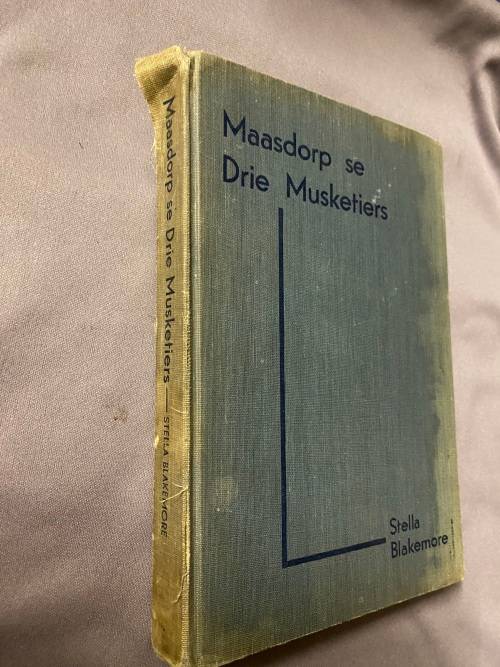 Maasdorp se
Drie Musketiers
Stella
Blakemore
Maasdorp se Drie Musketiers — STELLA BLAKEMORE